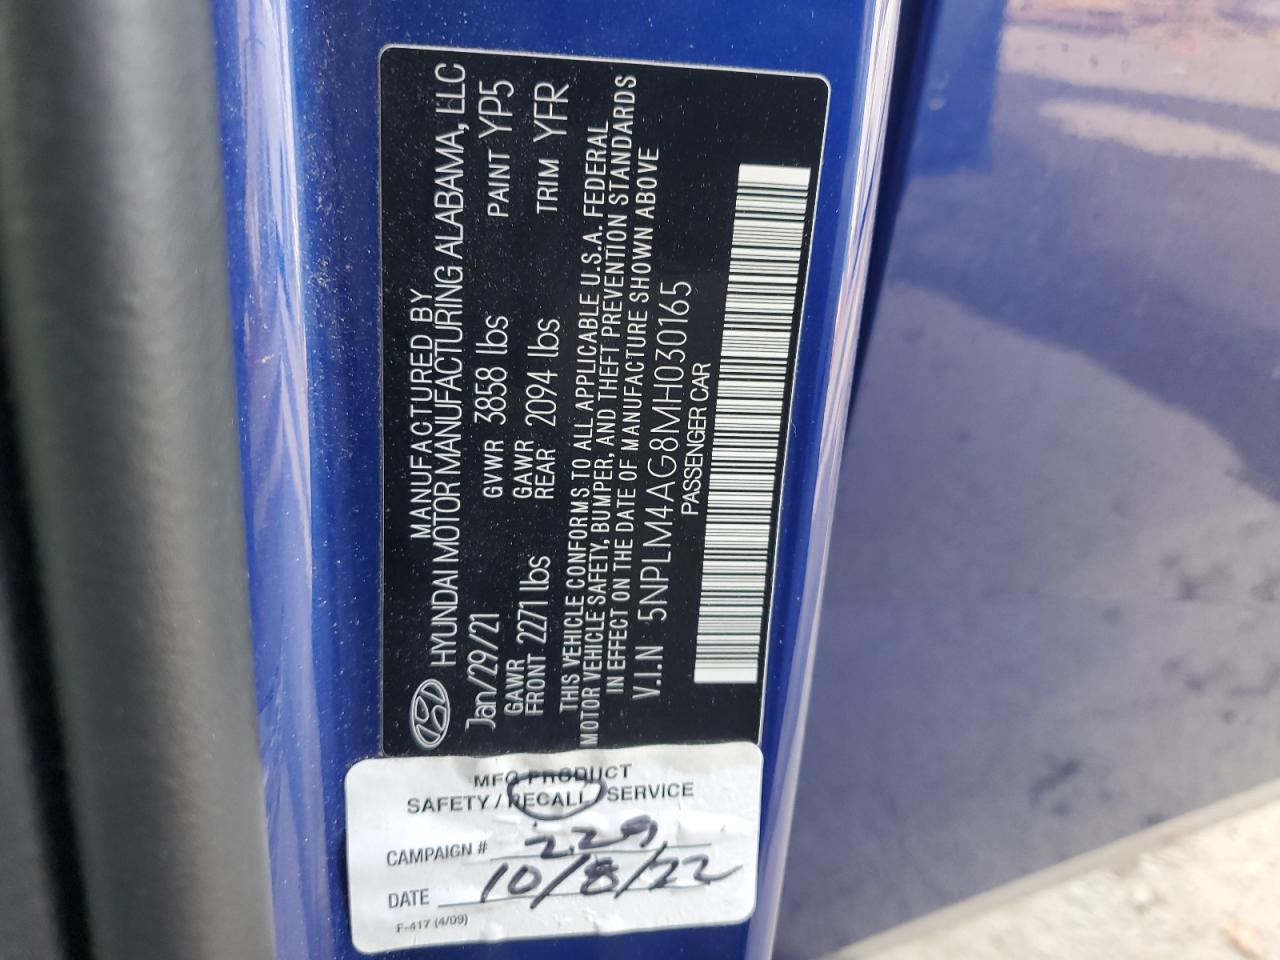 MANUFACTURED BY
HYUNDAI MOTOR MANUFACTURING ALABAMA, LLC
Jan/29/21 GVWR 3858 lbs PAINT YP5
GAWR FRONT 2271 lbs GAWR REAR 2094 lbs TRIM YFR
THIS VEHICLE CONFORMS TO ALL APPLICABLE U.S.A. FEDERAL
MOTOR VEHICLE SAFETY, BUMPER, AND THEFT PREVENTION STANDARDS
IN EFFECT ON THE DATE OF MANUFACTURE SHOWN ABOVE
V.I.N 5NPLM4AG8MH030165
PASSENGER CAR
MFG PRODUCT
SAFETY / RECALL / SERVICE
CAMPAIGN # 229
DATE 10/8/22
F-417 (4/09)